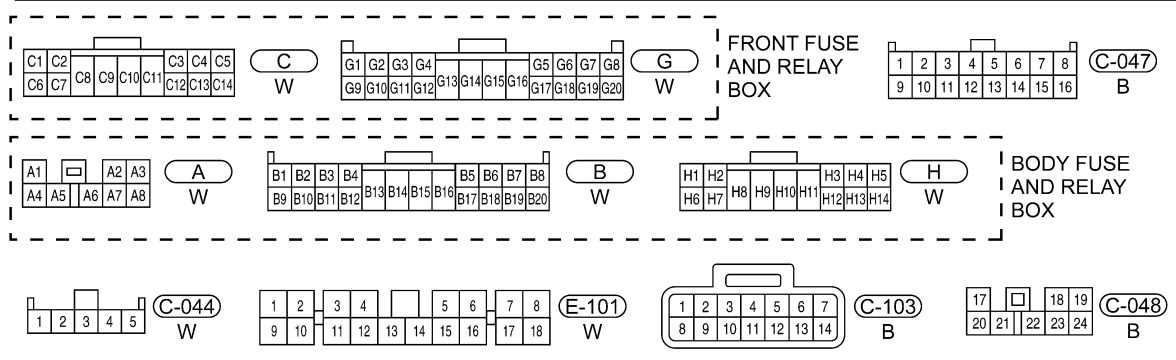 C1 C2 C8 C9 C10 C11 C3 C4 C5
C6 C7 C12 C13 C14
C
W
G1 G2 G3 G4 G13 G14 G15 G16 G5 G6 G7 G8
G9 G10 G11 G12 G17 G18 G19 G20
G
W
FRONT FUSE
AND RELAY
BOX
1 2 3 4 5 6 7 8
9 10 11 12 13 14 15 16
C-047
B
A1 A2 A3
A4 A5 A6 A7 A8
A
W
B1 B2 B3 B4 B13 B14 B15 B16 B5 B6 B7 B8
B9 B10 B11 B12 B17 B18 B19 B20
B
W
H1 H2 H8 H9 H10 H11 H3 H4 H5
H6 H7 H12 H13 H14
H
W
BODY FUSE
AND RELAY
BOX
1 2 3 4 5
C-044
W
1 2 3 4 5 6 7 8
9 10 11 12 13 14 15 16 17 18
E-101
W
1 2 3 4 5 6 7
8 9 10 11 12 13 14
C-103
B
17 18 19
20 21 22 23 24
C-048
B